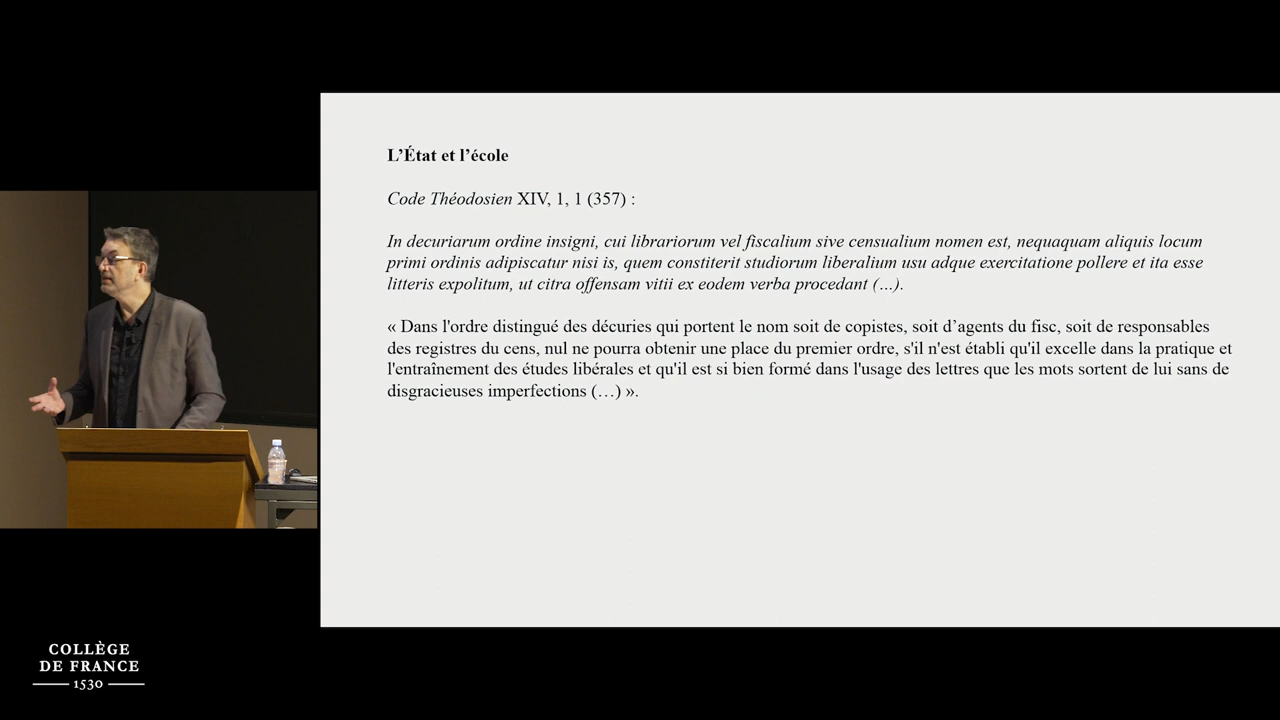 L’État et l’école
Code Théodosien XIV, 1, 1 (357) :
In decuriarum ordine insigni, cui librariorum vel fiscalium sive censualium nomen est, nequaquam aliquis locum
primi ordinis adipiscatur nisi is, quem constiterit studiorum liberalium usu adque exercitatione pollere et ita esse
litteris expolitum, ut citra offensam vitii ex eodem verba procedant (…).
« Dans l'ordre distingué des décuries qui portent le nom soit de copistes, soit d’agents du fisc, soit de responsables
des registres du cens, nul ne pourra obtenir une place du premier ordre, s'il n'est établi qu'il excelle dans la pratique et
l'entraînement des études libérales et qu'il est si bien formé dans l'usage des lettres que les mots sortent de lui sans de
disgracieuses imperfections (…) ».
COLLÈGE
DE FRANCE
1530